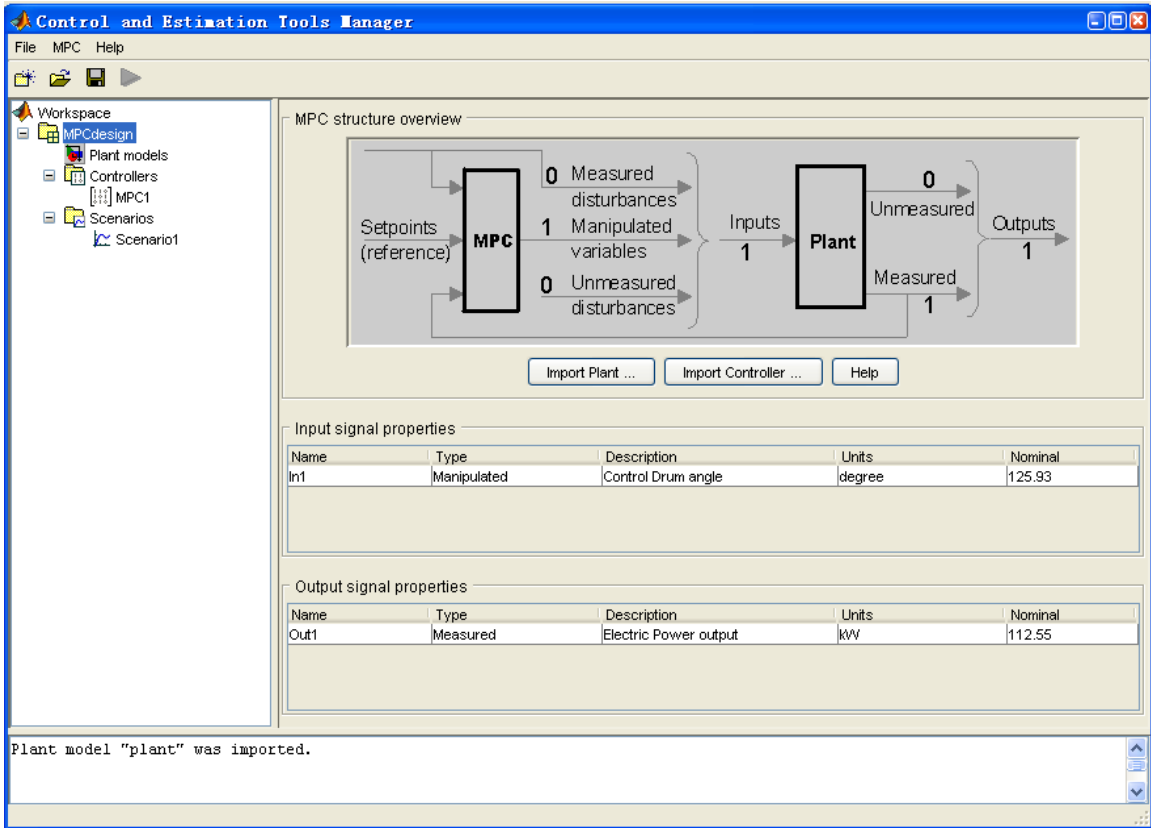 Control and Estimation Tools Manager
File MPC Help
Workspace
MPCdesign
Plant models
Controllers
MPC1
Scenarios
Scenario1
MPC structure overview
Setpoints
(reference)
MPC
0 Measured
disturbances
1 Manipulated
variables
0 Unmeasured
disturbances
Inputs
1
Plant
0
Unmeasured
Measured
1
Outputs
1
Import Plant ... Import Controller ... Help
Input signal properties
Name Type Description Units Nominal
In1 Manipulated Control Drum angle degree 125.93
Output signal properties
Name Type Description Units Nominal
Out1 Measured Electric Power output kW 112.55
Plant model "plant" was imported.